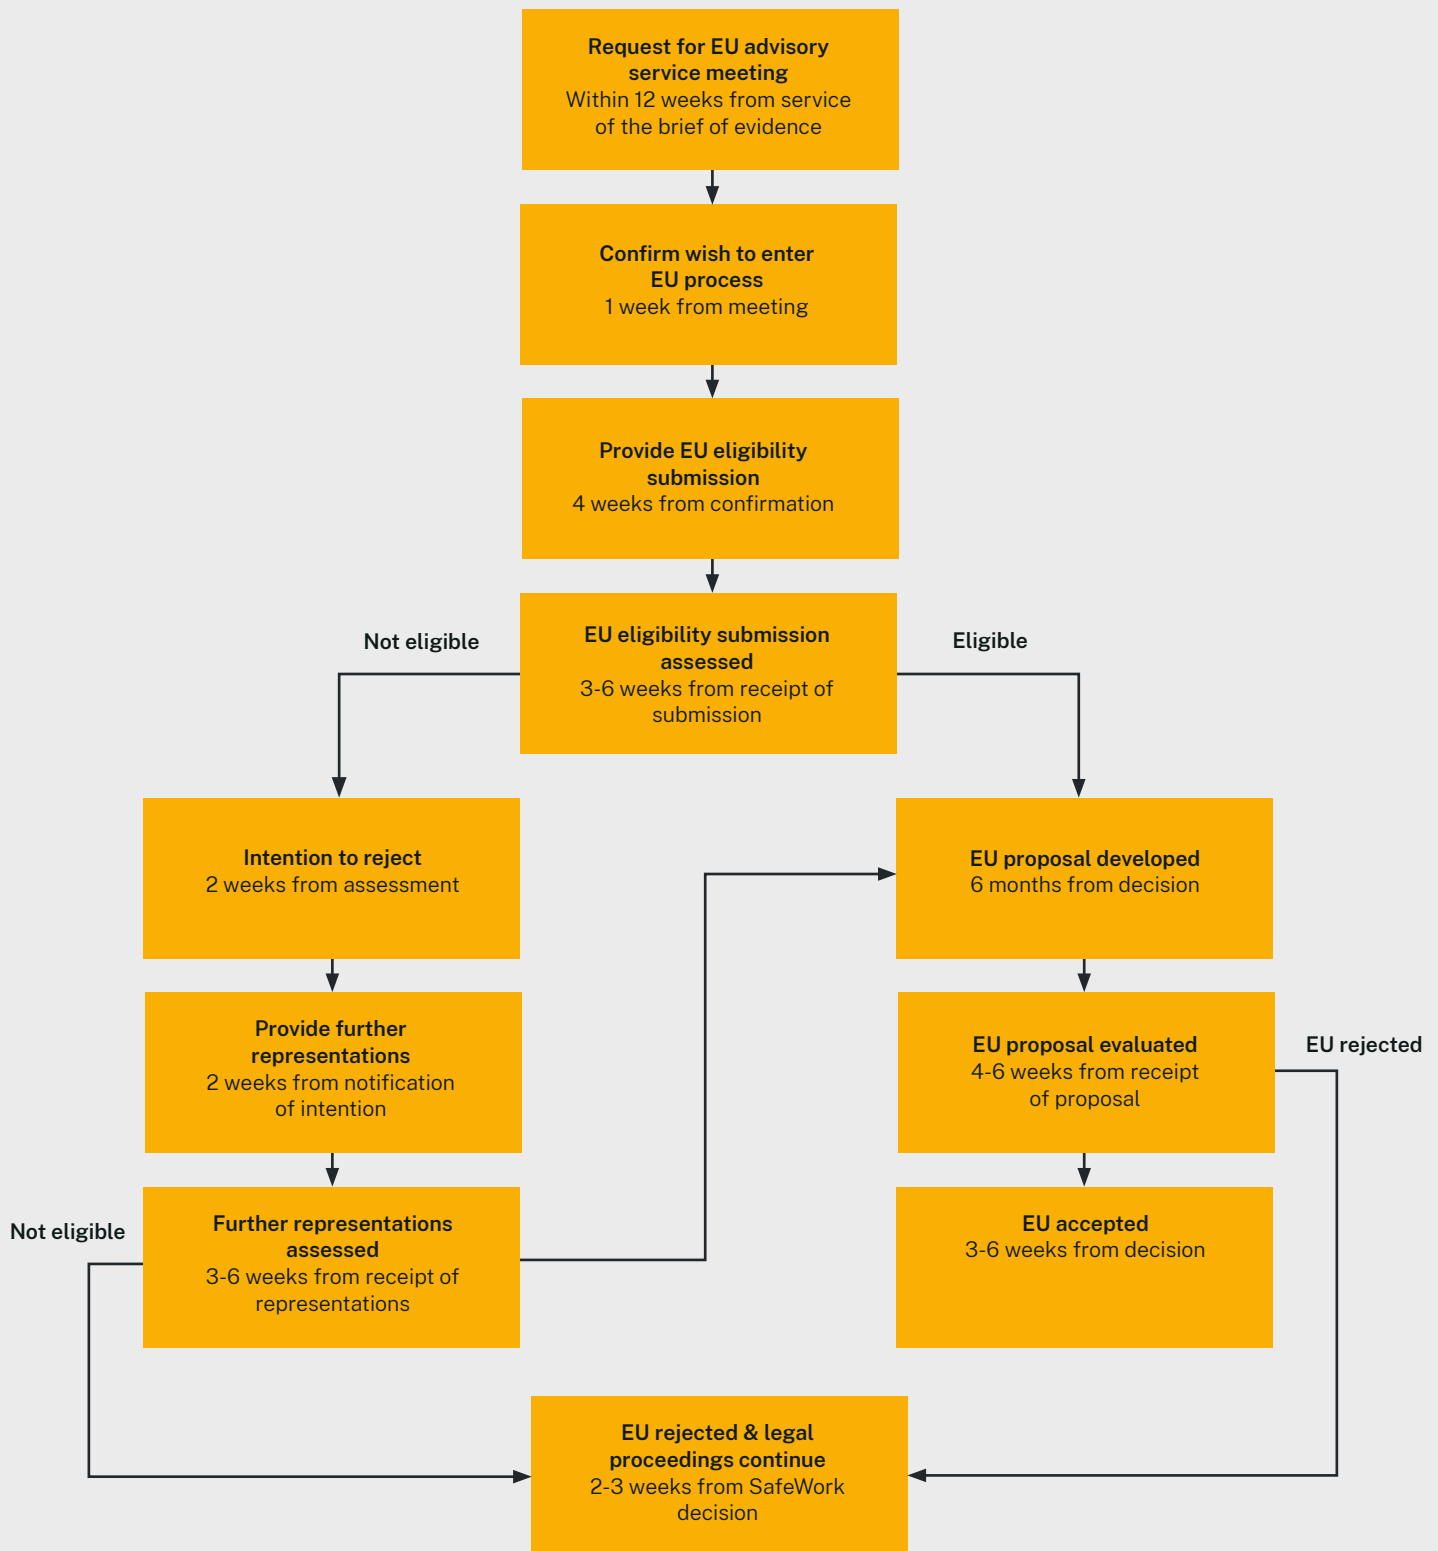 Request for EU advisory
service meeting
Within 12 weeks from service
of the brief of evidence
Confirm wish to enter
EU process
1 week from meeting
Provide EU eligibility
submission
4 weeks from confirmation
Not eligible
EU eligibility submission
assessed
3-6 weeks from receipt of
submission
Eligible
Intention to reject
2 weeks from assessment
EU proposal developed
6 months from decision
Provide further
representations
2 weeks from notification
of intention
EU proposal evaluated
4-6 weeks from receipt
of proposal
EU rejected
Not eligible
Further representations
assessed
3-6 weeks from receipt of
representations
EU accepted
3-6 weeks from decision
EU rejected & legal
proceedings continue
2-3 weeks from SafeWork
decision